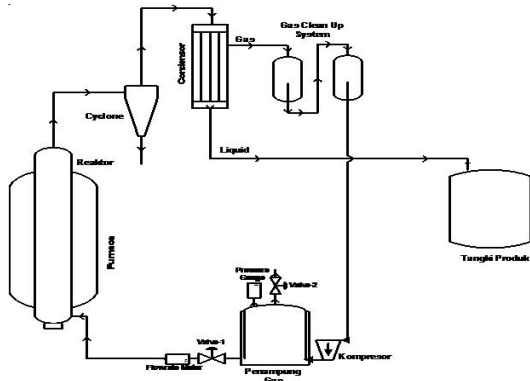 Gas Clean Up
System
Gas
Condensor
Cyclone
Reaktor
Liquid
Furnace
Tangki Produk
Pressure
Gauge
Valve-2
Valve-1
Flowrate Meter
Kompresor
Penampung
Gas